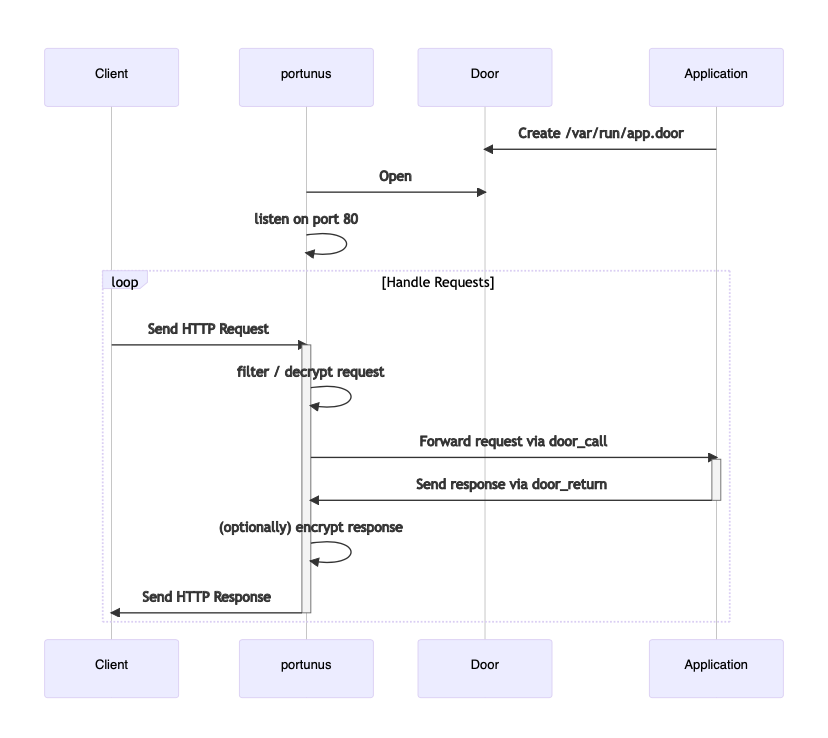 Client
portunus
Door
Application
Create /var/run/app.door
Open
listen on port 80
loop
[Handle Requests]
Send HTTP Request
filter / decrypt request
Forward request via door_call
Send response via door_return
(optionally) encrypt response
Send HTTP Response
Client
portunus
Door
Application